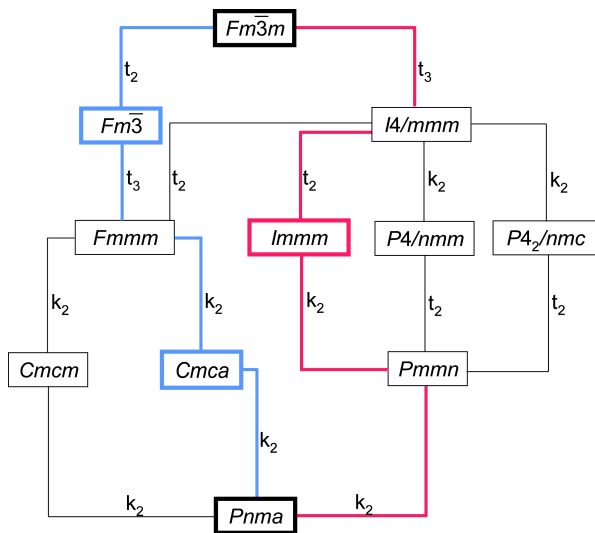 Fm3̅m
t₂
t₃
Fm3̅
I4/mmm
t₃
t₂
t₂
k₂
k₂
Fmmm
Immm
P4/nmm
P4₂/nmc
k₂
k₂
k₂
t₂
t₂
Cmcm
Cmca
Pmmn
k₂
k₂
k₂
Pnma